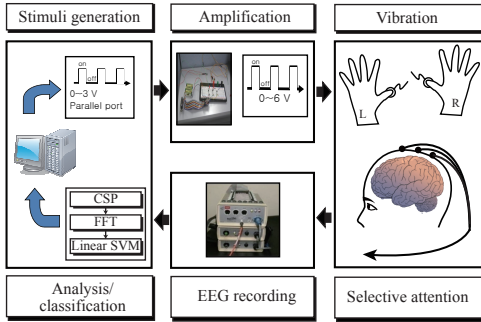 Stimuli generation
Amplification
Vibration
on
off
0~3 V
Parallel port
on
off
0~6 V
L
R
CSP
FFT
Linear SVM
Analysis/
classification
EEG recording
Selective attention